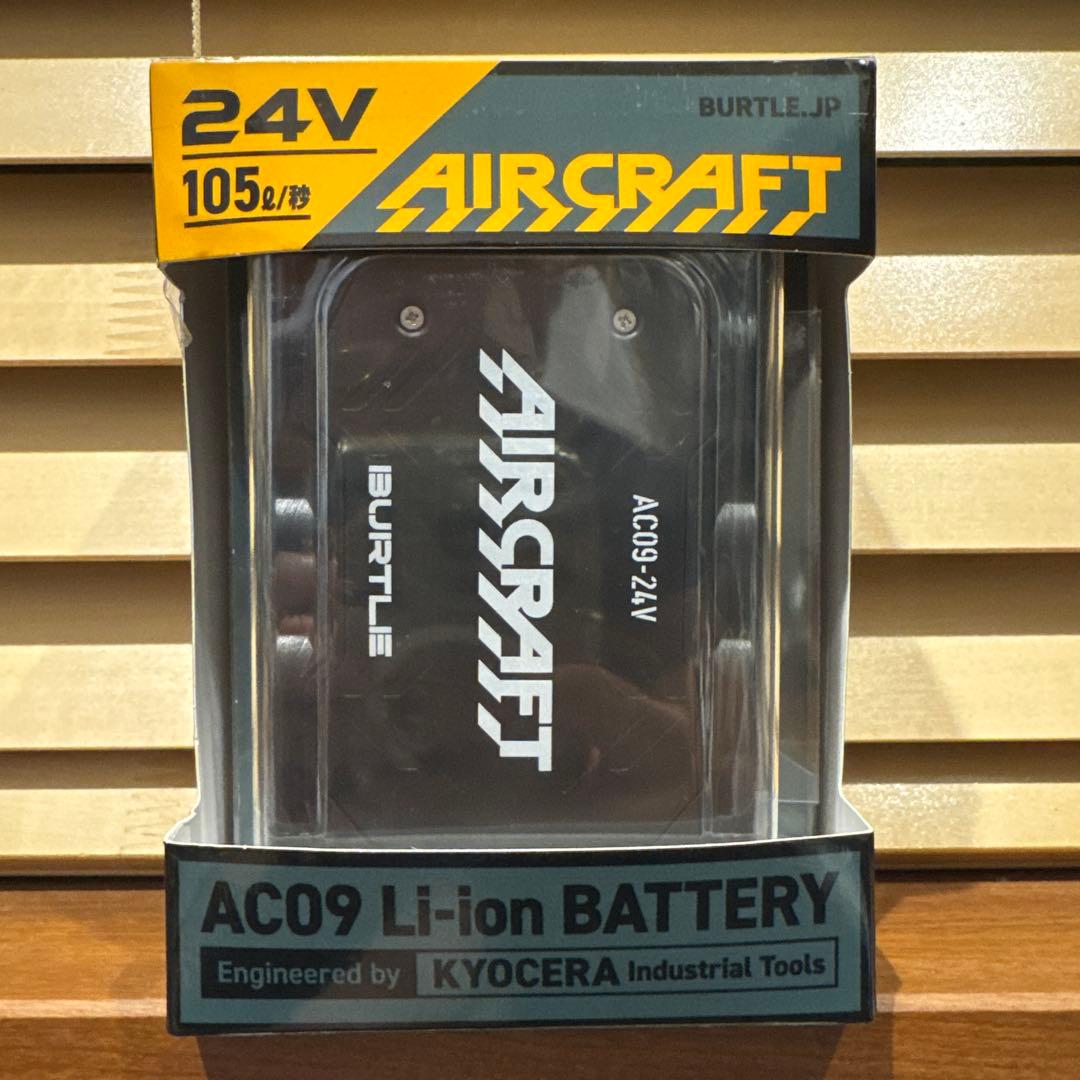 24V
105ℓ/秒
BURTLE.JP
AIRCRAFT
AC09-24V
AIRCRAFT
BURTLE
AC09 Li-ion BATTERY
Engineered by KYOCERA Industrial Tools